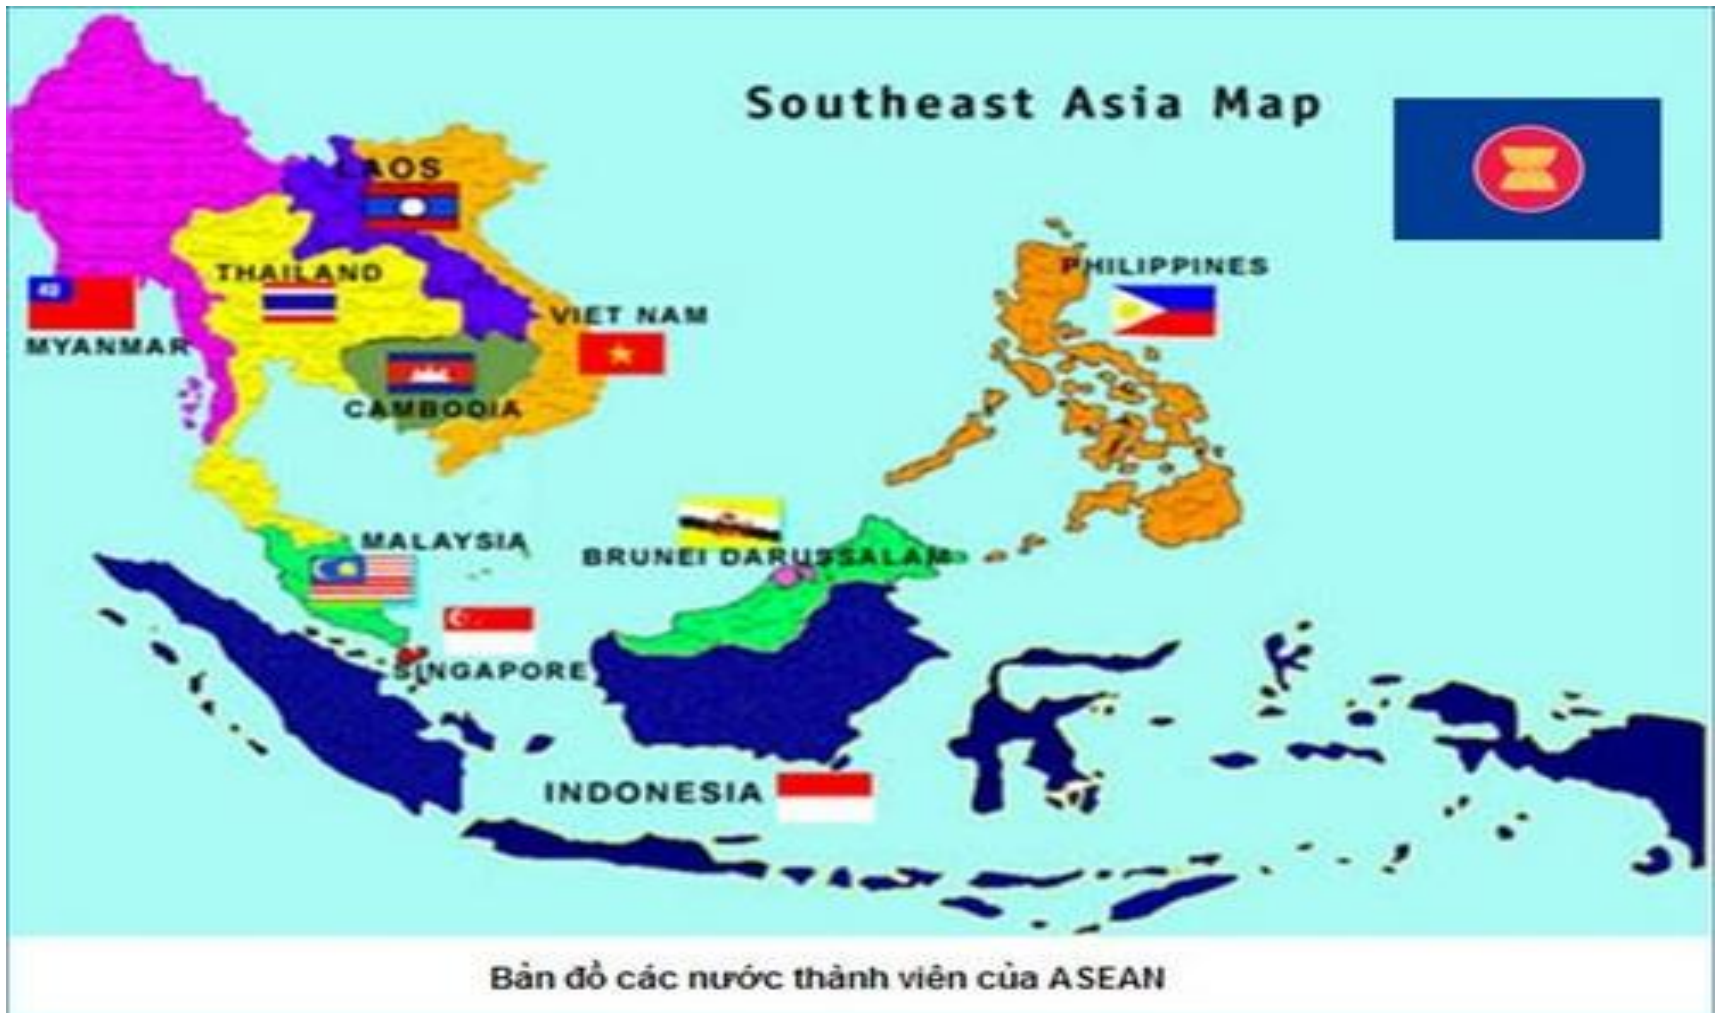 Southeast Asia Map
LAOS
PHILIPPINES
THAILAND
VIET NAM
MYANMAR
CAMBODIA
MALAYSIA
BRUNEI DARUSSALAM
SINGAPORE
INDONESIA
Bản đồ các nước thành viên của ASEAN